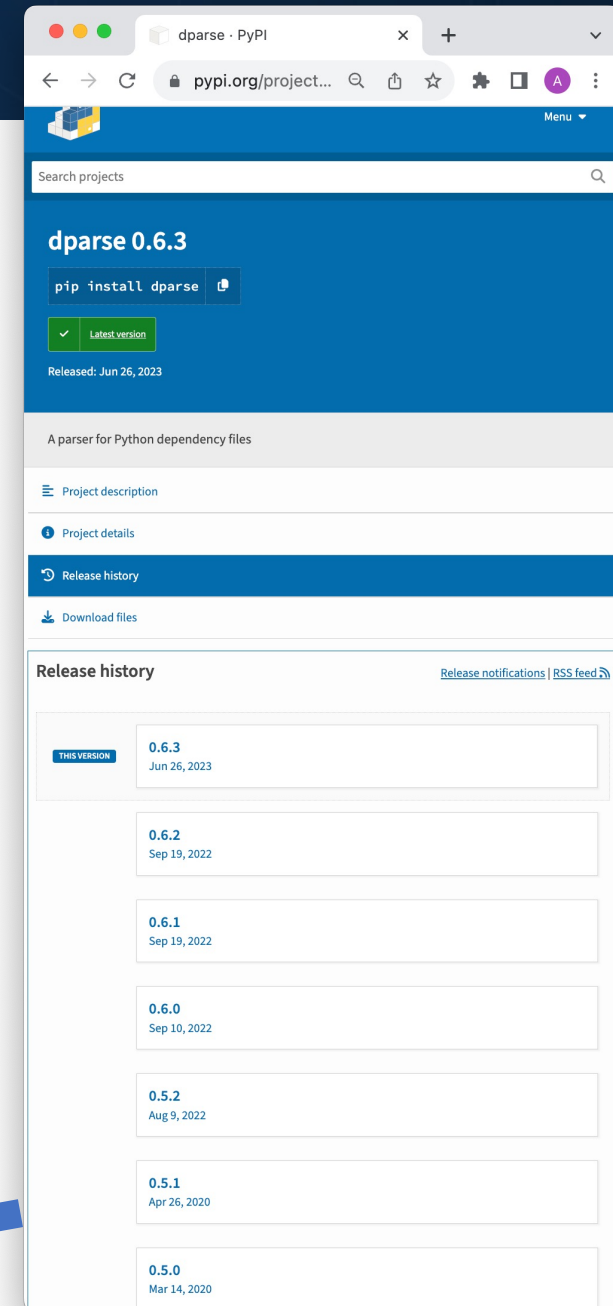 dparse · PyPI
pypi.org/project...
A
Menu
Search projects
dparse 0.6.3
pip install dparse
Latest version
Released: Jun 26, 2023
A parser for Python dependency files
Project description
Project details
Release history
Download files
Release history
Release notifications | RSS feed
THIS VERSION
0.6.3
Jun 26, 2023
0.6.2
Sep 19, 2022
0.6.1
Sep 19, 2022
0.6.0
Sep 10, 2022
0.5.2
Aug 9, 2022
0.5.1
Apr 26, 2020
0.5.0
Mar 14, 2020